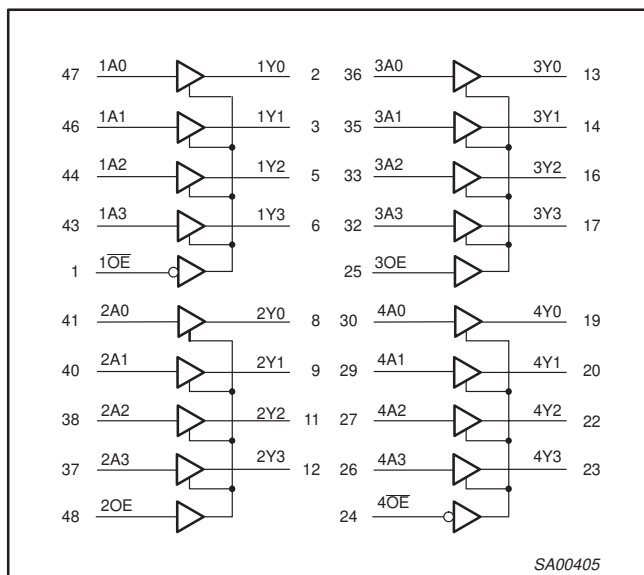 47 1A0 1Y0 2 36 3A0 3Y0 13
46 1A1 1Y1 3 35 3A1 3Y1 14
44 1A2 1Y2 5 33 3A2 3Y2 16
43 1A3 1Y3 6 32 3A3 3Y3 17
1 1O̅E̅ 25 3OE
41 2A0 2Y0 8 30 4A0 4Y0 19
40 2A1 2Y1 9 29 4A1 4Y1 20
38 2A2 2Y2 11 27 4A2 4Y2 22
37 2A3 2Y3 12 26 4A3 4Y3 23
48 2OE 24 4O̅E̅
SA00405